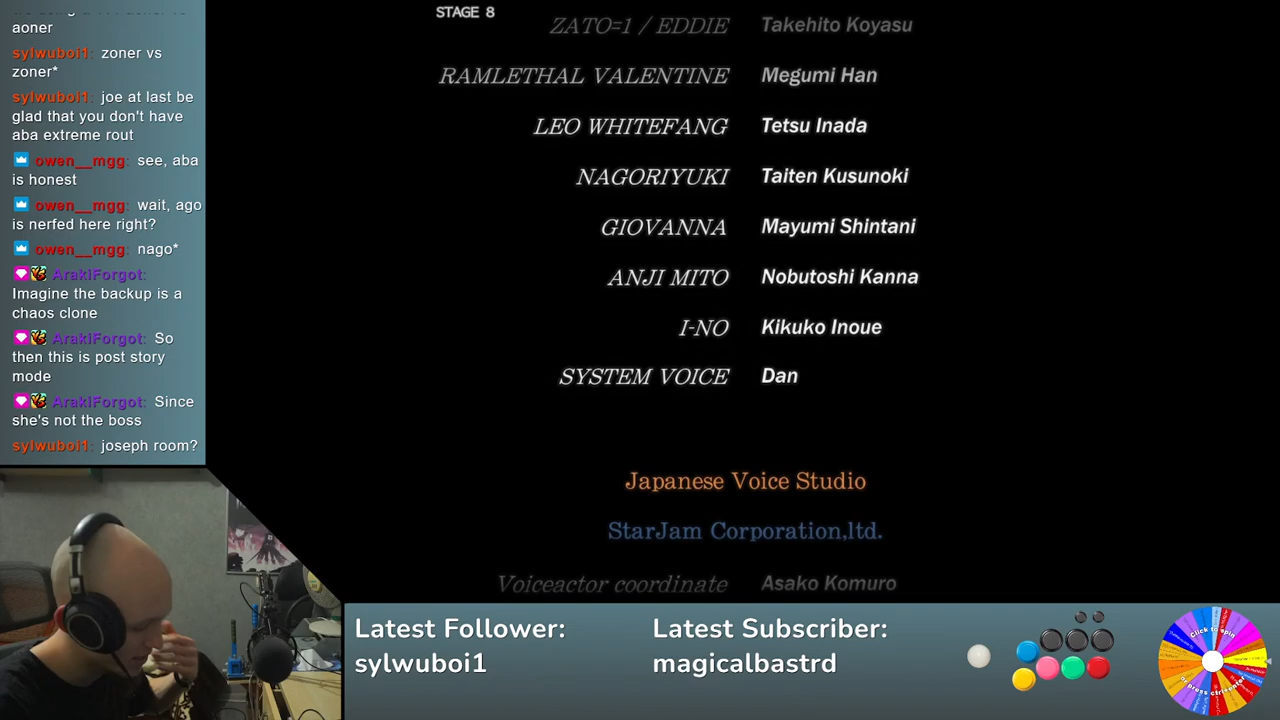 aoner
sylwuboi1: zoner vs
zoner*
sylwuboi1: joe at last be
glad that you don't have
aba extreme rout
owen__mgg: see, aba
is honest
owen__mgg: wait, ago
is nerfed here right?
owen__mgg: nago*
ArakiForgot:
Imagine the backup is a
chaos clone
ArakiForgot: So
then this is post story
mode
ArakiForgot: Since
she's not the boss
sylwuboi1: joseph room?
STAGE 8
ZATO=1 / EDDIE Takehito Koyasu
RAMLETHAL VALENTINE Megumi Han
LEO WHITEFANG Tetsu Inada
NAGORIYUKI Taiten Kusunoki
GIOVANNA Mayumi Shintani
ANJI MITO Nobutoshi Kanna
I-NO Kikuko Inoue
SYSTEM VOICE Dan
Japanese Voice Studio
StarJam Corporation,ltd.
Voiceactor coordinate Asako Komuro
Latest Follower:
sylwuboi1
Latest Subscriber:
magicalbastrd
Click to spin